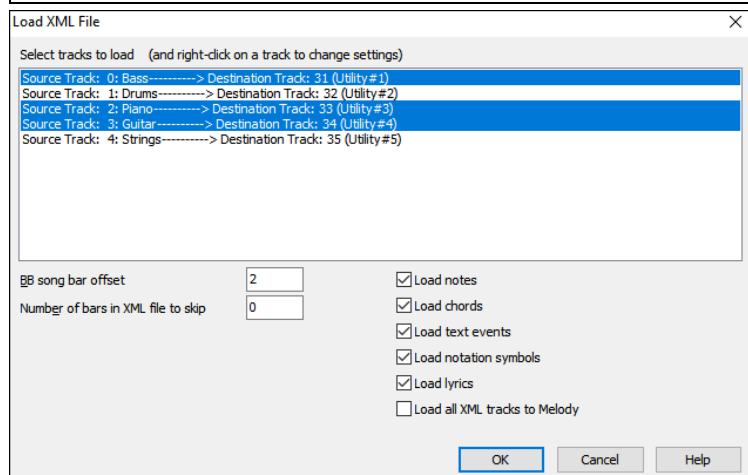 Load XML File
Select tracks to load (and right-click on a track to change settings)
Source Track: 0: Bass----------> Destination Track: 31 (Utility#1)
Source Track: 1: Drums----------> Destination Track: 32 (Utility#2)
Source Track: 2: Piano----------> Destination Track: 33 (Utility#3)
Source Track: 3: Guitar----------> Destination Track: 34 (Utility#4)
Source Track: 4: Strings----------> Destination Track: 35 (Utility#5)
BB song bar offset 2
Number of bars in XML file to skip 0
Load notes
Load chords
Load text events
Load notation symbols
Load lyrics
Load all XML tracks to Melody
OK Cancel Help